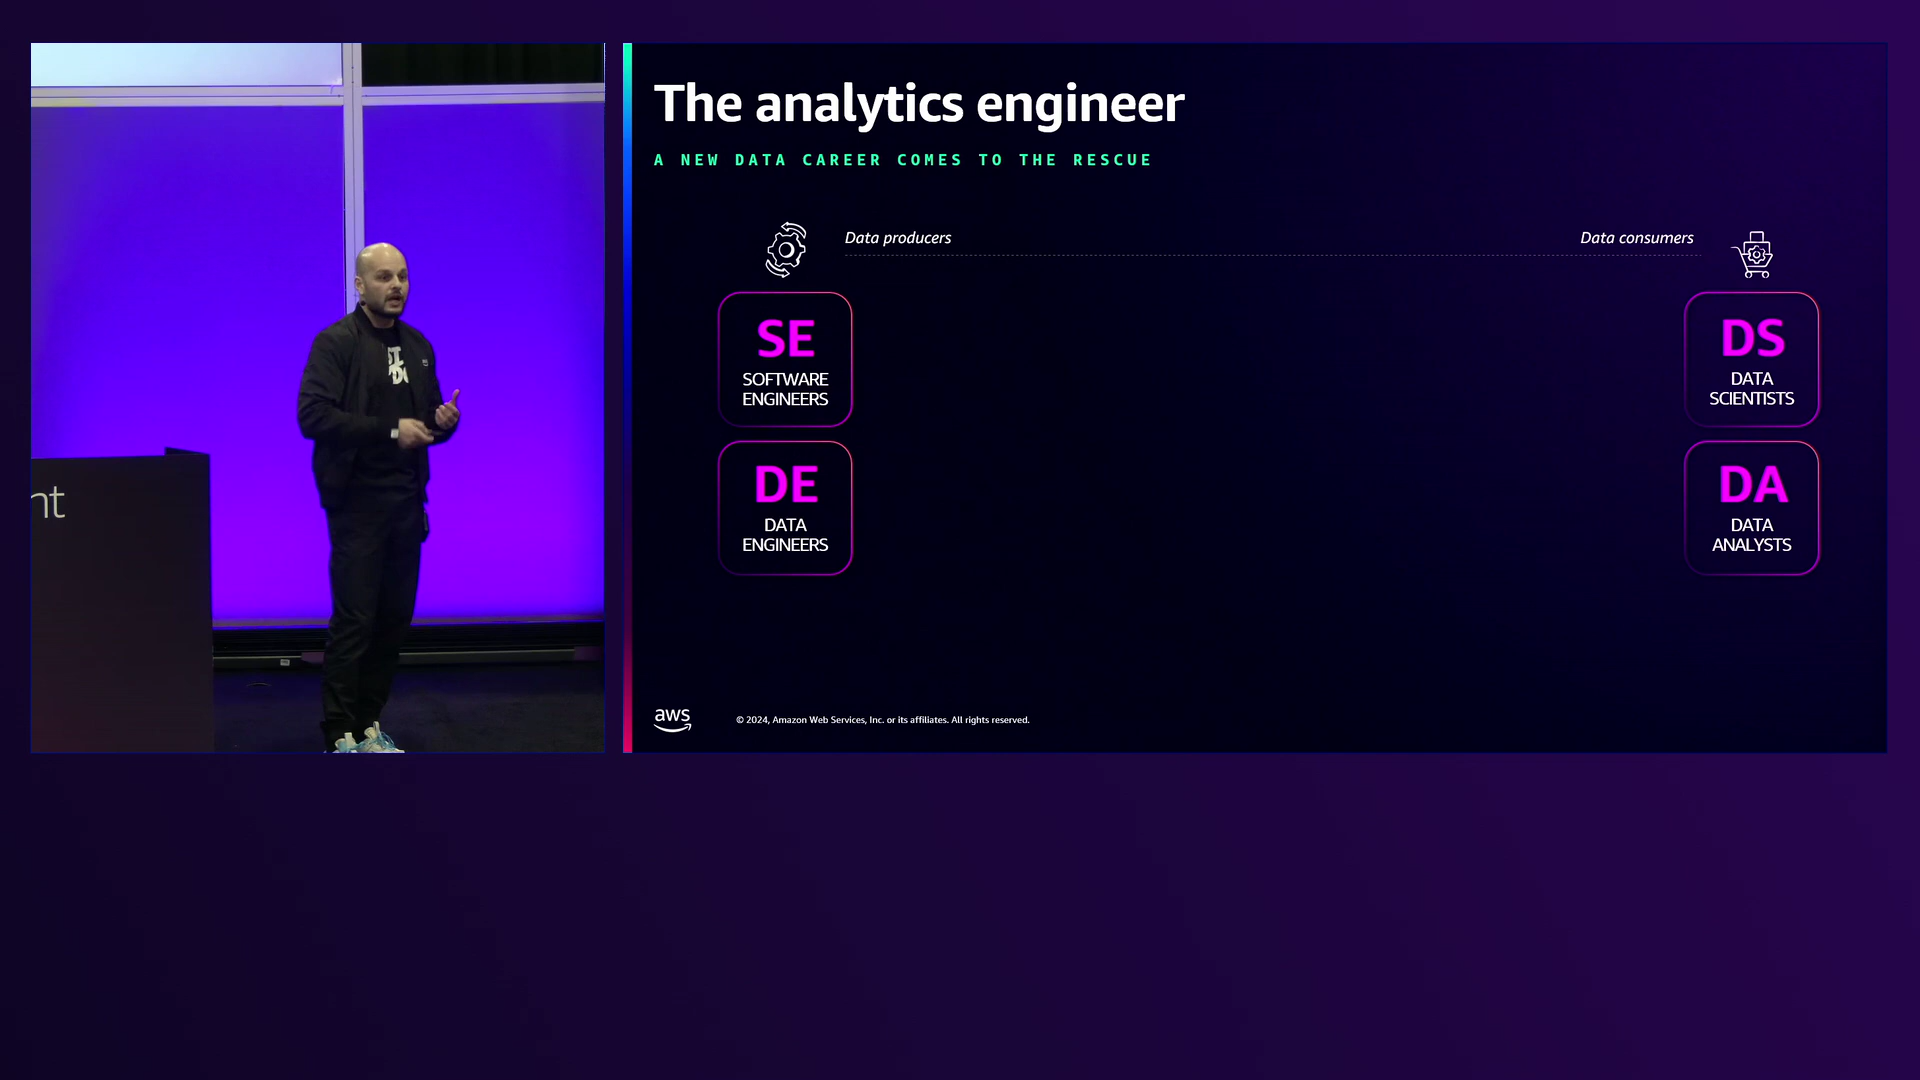 The analytics engineer
A NEW DATA CAREER COMES TO THE RESCUE
Data producers
Data consumers
SE
SOFTWARE
ENGINEERS
DS
DATA
SCIENTISTS
DE
DATA
ENGINEERS
DA
DATA
ANALYSTS
aws
© 2024, Amazon Web Services, Inc. or its affiliates. All rights reserved.
nt